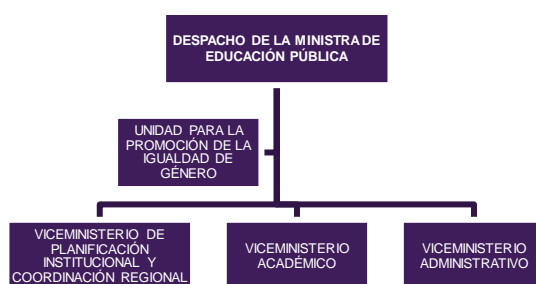 DESPACHO DE LA MINISTRA DE
EDUCACIÓN PÚBLICA
UNIDAD PARA LA
PROMOCIÓN DE LA
IGUALDAD DE
GÉNERO
VICEMINISTERIO DE
PLANIFICACIÓN
INSTITUCIONAL Y
COORDINACIÓN REGIONAL
VICEMINISTERIO
ACADÉMICO
VICEMINISTERIO
ADMINISTRATIVO